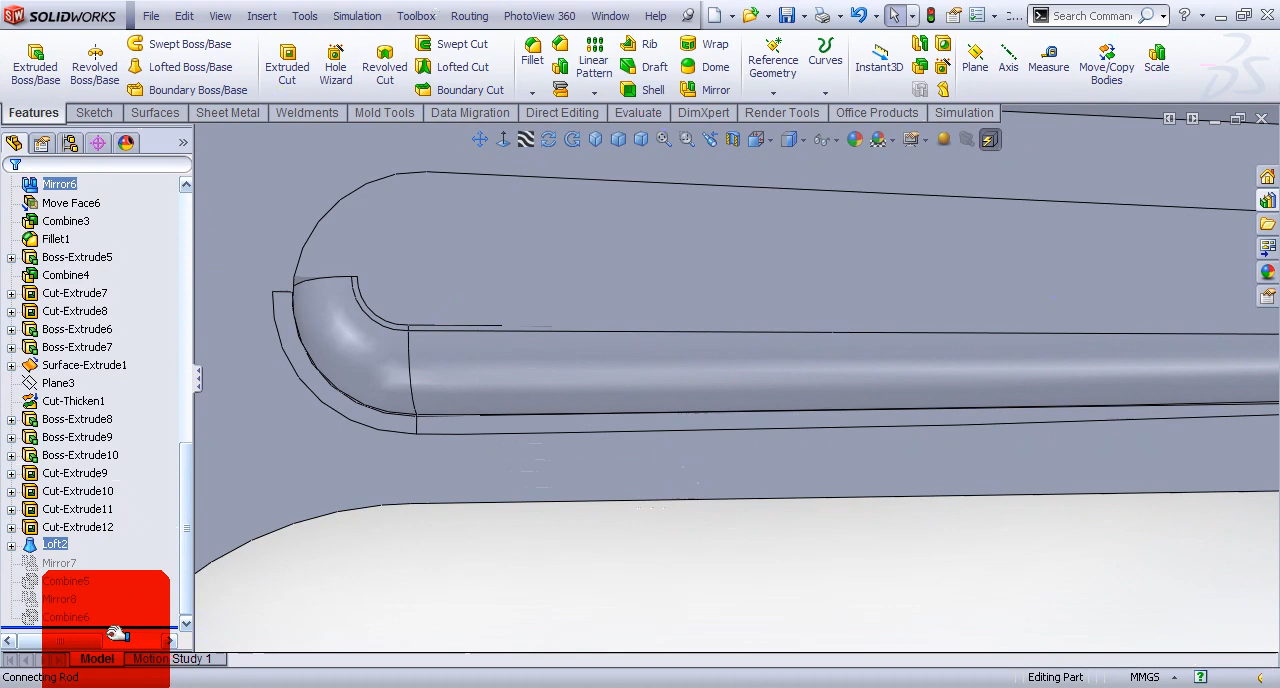 SOLIDWORKS File Edit View Insert Tools Simulation Toolbox Routing PhotoView 360 Window Help Search Comman
Extruded Boss/Base
Revolved Boss/Base
Swept Boss/Base
Lofted Boss/Base
Boundary Boss/Base
Extruded Cut
Hole Wizard
Revolved Cut
Swept Cut
Lofted Cut
Boundary Cut
Fillet
Linear Pattern
Rib
Draft
Shell
Wrap
Dome
Mirror
Reference Geometry
Curves
Instant3D
Plane
Axis
Measure
Move/Copy Bodies
Scale
Features Sketch Surfaces Sheet Metal Weldments Mold Tools Data Migration Direct Editing Evaluate DimXpert Render Tools Office Products Simulation
Mirror6
Move Face6
Combine3
Fillet1
Boss-Extrude5
Combine4
Cut-Extrude7
Cut-Extrude8
Boss-Extrude6
Boss-Extrude7
Surface-Extrude1
Plane3
Cut-Thicken1
Boss-Extrude8
Boss-Extrude9
Boss-Extrude10
Cut-Extrude9
Cut-Extrude10
Cut-Extrude11
Cut-Extrude12
Loft2
Mirror7
Combine5
Mirror8
Combine6
Model Motion Study 1
Connecting Rod Editing Part MMGS